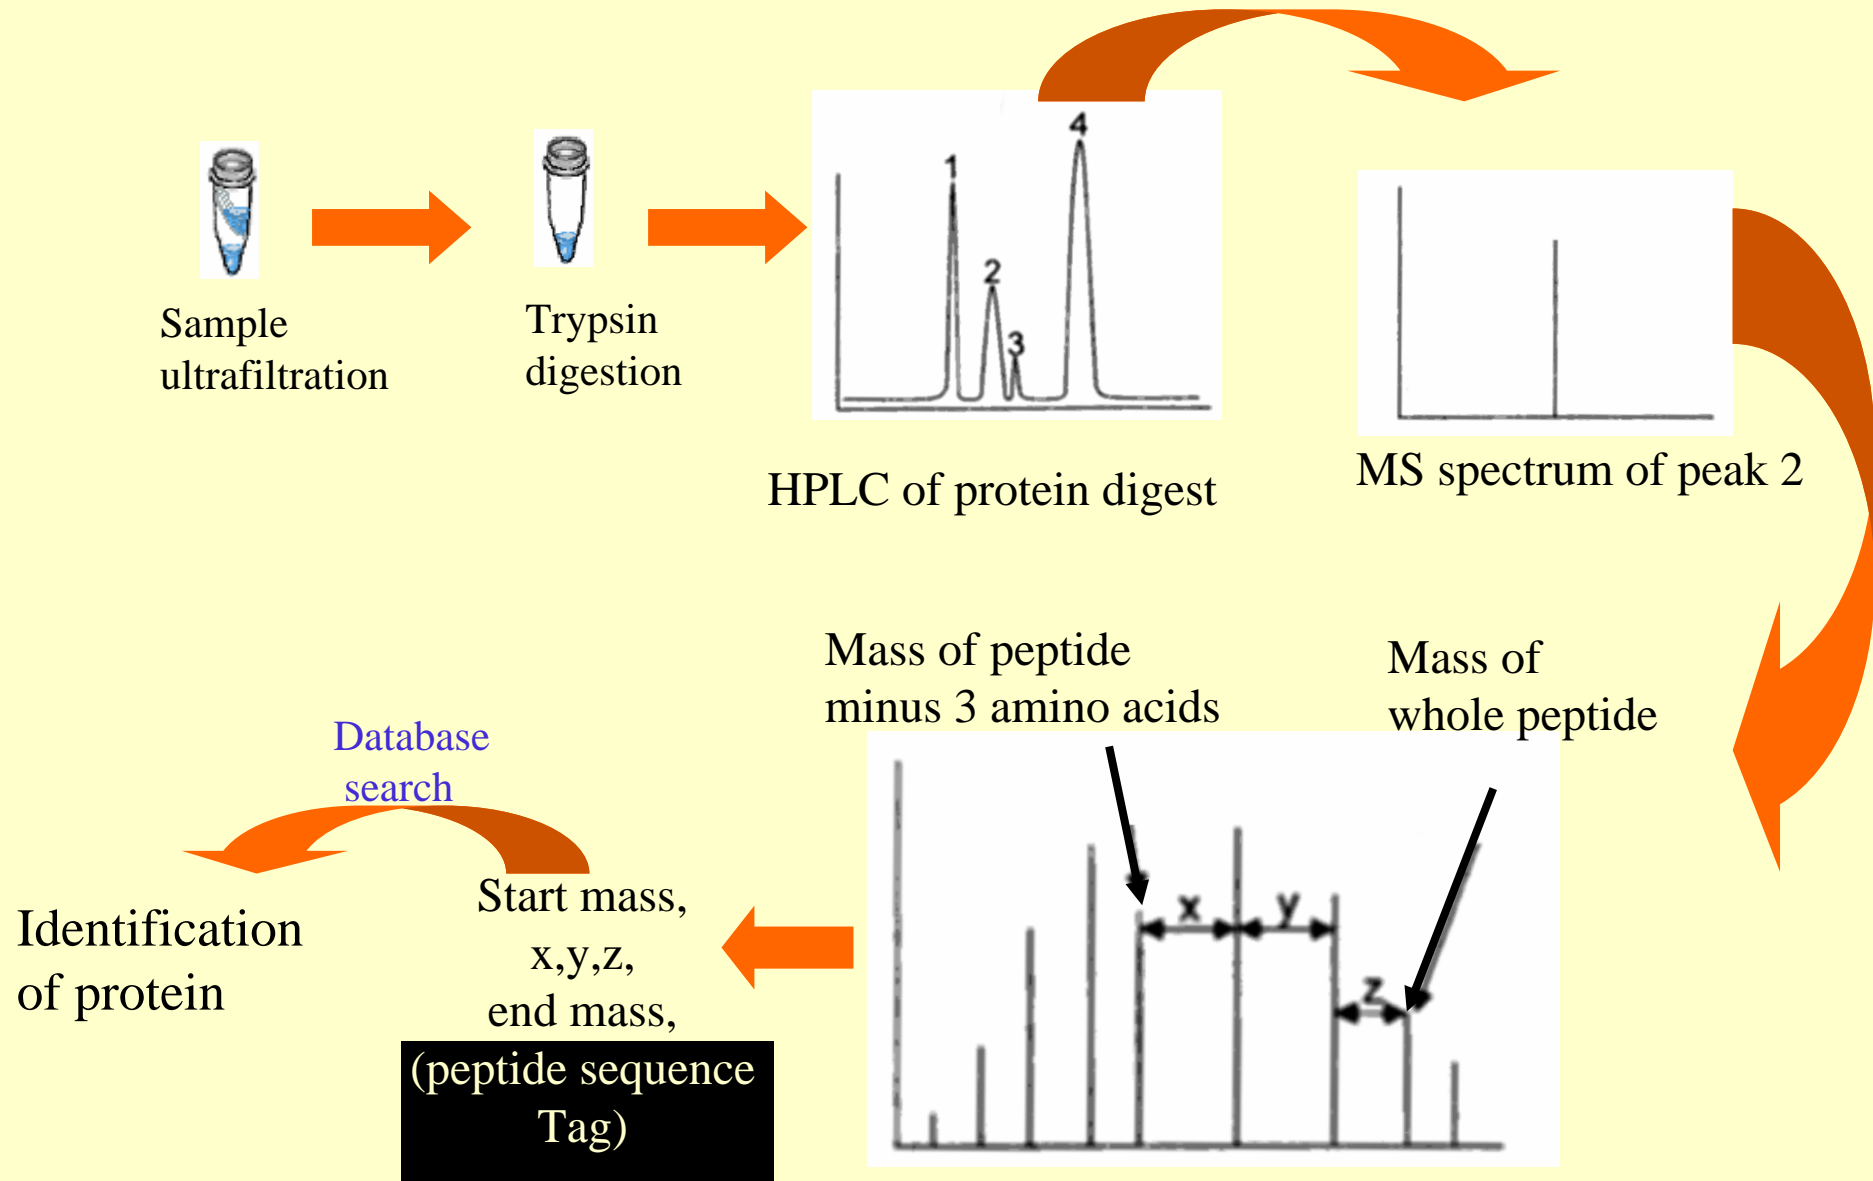 Sample
ultrafiltration
Trypsin
digestion
1
2
3
4
HPLC of protein digest
MS spectrum of peak 2
Mass of peptide
minus 3 amino acids
Mass of
whole peptide
x
y
z
Start mass,
x,y,z,
end mass,
(peptide sequence
Tag)
Database
search
Identification
of protein